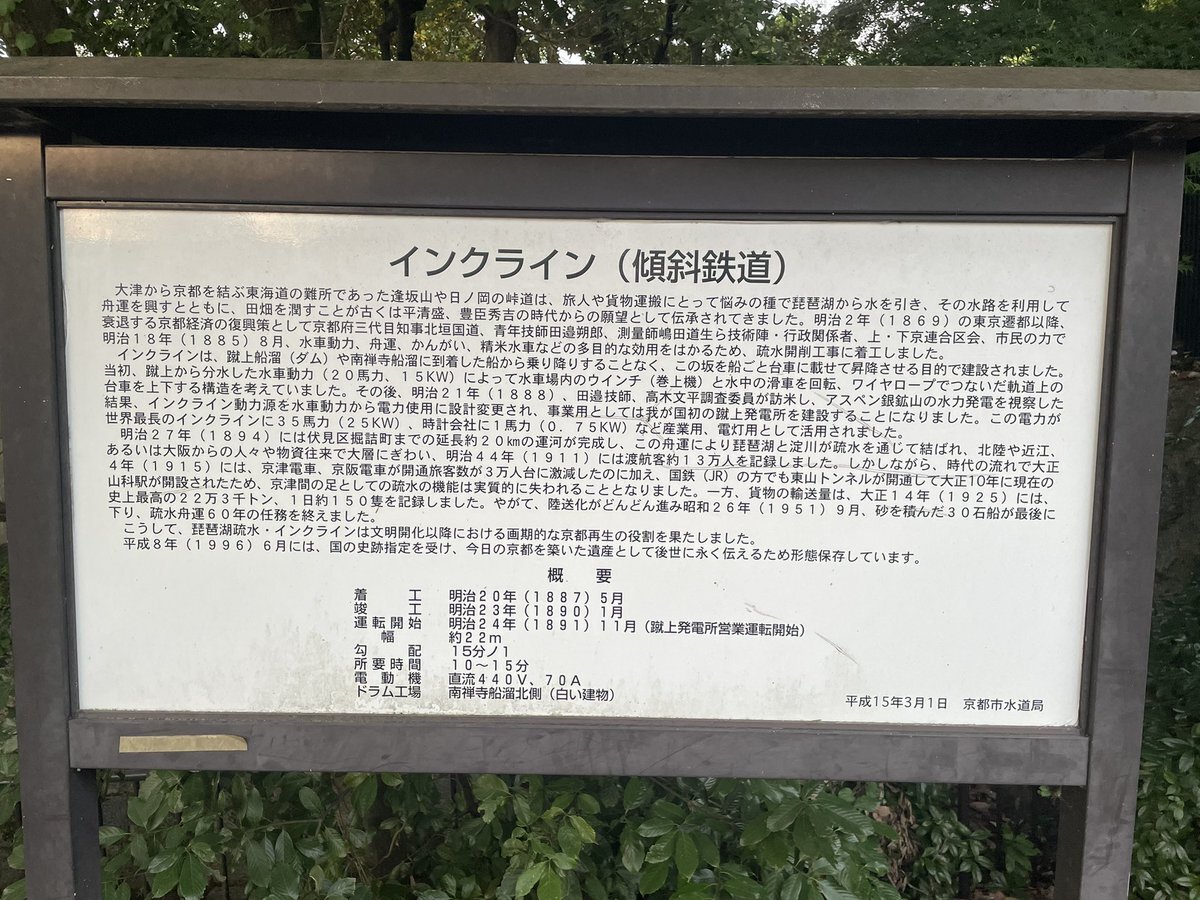 インクライン（傾斜鉄道）
大津から京都を結ぶ東海道の難所であった逢坂山や日ノ岡の峠道は、旅人や貨物運搬にとって悩みの種で琵琶湖から水を引き、その水路を利用して
舟運を興すとともに、田畑を潤すことが古くは平清盛、豊臣秀吉の時代からの願望として伝承されてきました。明治２年（１８６９）の東京遷都以降、
衰退する京都経済の復興策として京都府三代目知事北垣国道、青年技師田邉朔郎、測量師嶋田道生ら技術陣・行政関係者、上・下京連合区会、市民の力で
明治１８年（１８８５）８月、水車動力、舟運、かんがい、精米水車などの多目的な効用をはかるため、疏水開削工事に着工しました。
インクラインは、蹴上船溜（ダム）や南禅寺船溜に到着した船から乗り降りすることなく、この坂を船ごと台車に載せて昇降させる目的で建設されました。
当初、蹴上から分水した水車動力（２０馬力、１５KW）によって水車場内のウインチ（巻上機）と水中の滑車を回転、ワイヤロープでつないだ軌道上の
台車を上下する構造を考えていました。その後、明治２１年（１８８８）、田邉技師、高木文平調査委員が訪米し、アスペン銀鉱山の水力発電を視察した
結果、インクライン動力源を水車動力から電力使用に設計変更され、事業用としては我が国初の蹴上発電所を建設することになりました。この電力が
世界最長のインクラインに３５馬力（２５KW）、時計会社に１馬力（０．７５KW）など産業用、電灯用として活用されました。
明治２７年（１８９４）には伏見区堀詰町までの延長約２０㎞の運河が完成し、この舟運により琵琶湖と淀川が疏水を通じて結ばれ、北陸や近江、
あるいは大阪からの人々や物資往来で大層にぎわい、明治４４年（１９１１）には渡航客約１３万人を記録しました。しかしながら、時代の流れで大正
４年（１９１５）には、京津電車、京阪電車が開通旅客数が３万人台に激減したのに加え、国鉄（JR）の方でも東山トンネルが開通して大正10年に現在の
山科駅が開設されたため、京津間の足としての疏水の機能は実質的に失われることとなりました。一方、貨物の輸送量は、大正１４年（１９２５）には、
史上最高の２２万３千トン、１日約１５０隻を記録しました。やがて、陸送化がどんどん進み昭和２６年（１９５１）９月、砂を積んだ３０石船が最後に
下り、疏水舟運６０年の任務を終えました。
こうして、琵琶湖疏水・インクラインは文明開化以降における画期的な京都再生の役割を果たしました。
平成８年（１９９６）６月には、国の史跡指定を受け、今日の京都を築いた遺産として後世に永く伝えるため形態保存しています。
概　要
着　　工　明治２０年（１８８７）５月
竣　　工　明治２３年（１８９０）１月
運転開始　明治２４年（１８９１）１１月（蹴上発電所営業運転開始）
幅　約２２ｍ
勾　　配　１５分ノ１
所要時間　１０～１５分
電　動　機　直流４４０V、７０A
ドラム工場　南禅寺船溜北側（白い建物）
平成15年3月1日　京都市水道局